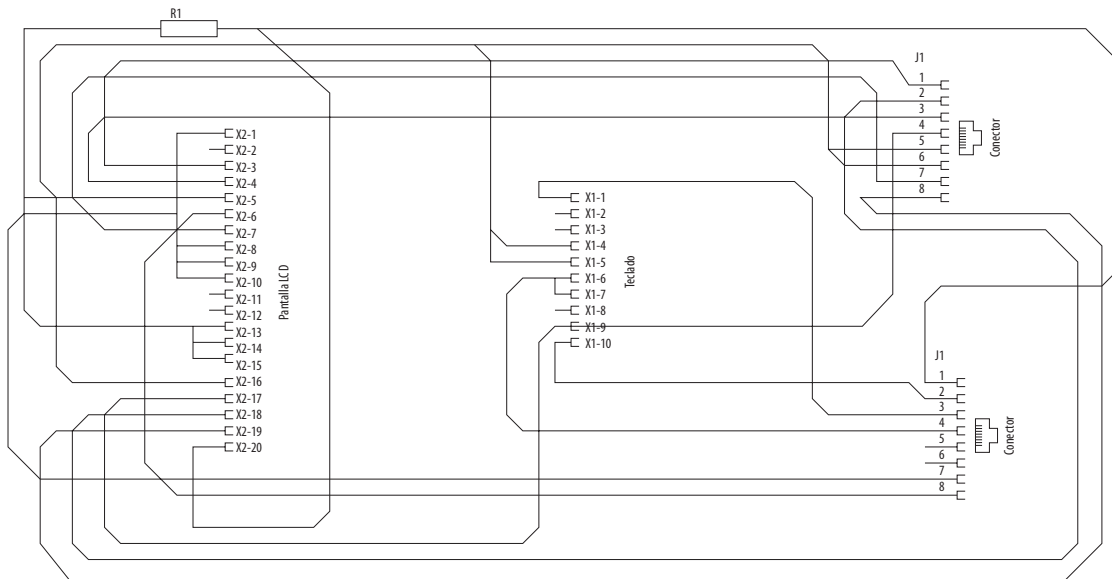 R1
X2-1
X2-2
X2-3
X2-4
X2-5
X2-6
X2-7
X2-8
X2-9
X2-10
X2-11
X2-12
X2-13
X2-14
X2-15
X2-16
X2-17
X2-18
X2-19
X2-20
Pantalla LCD
X1-1
X1-2
X1-3
X1-4
X1-5
X1-6
X1-7
X1-8
X1-9
X1-10
Teclado
J1
1
2
3
4
5
6
7
8
Conector
J1
1
2
3
4
5
6
7
8
Conector